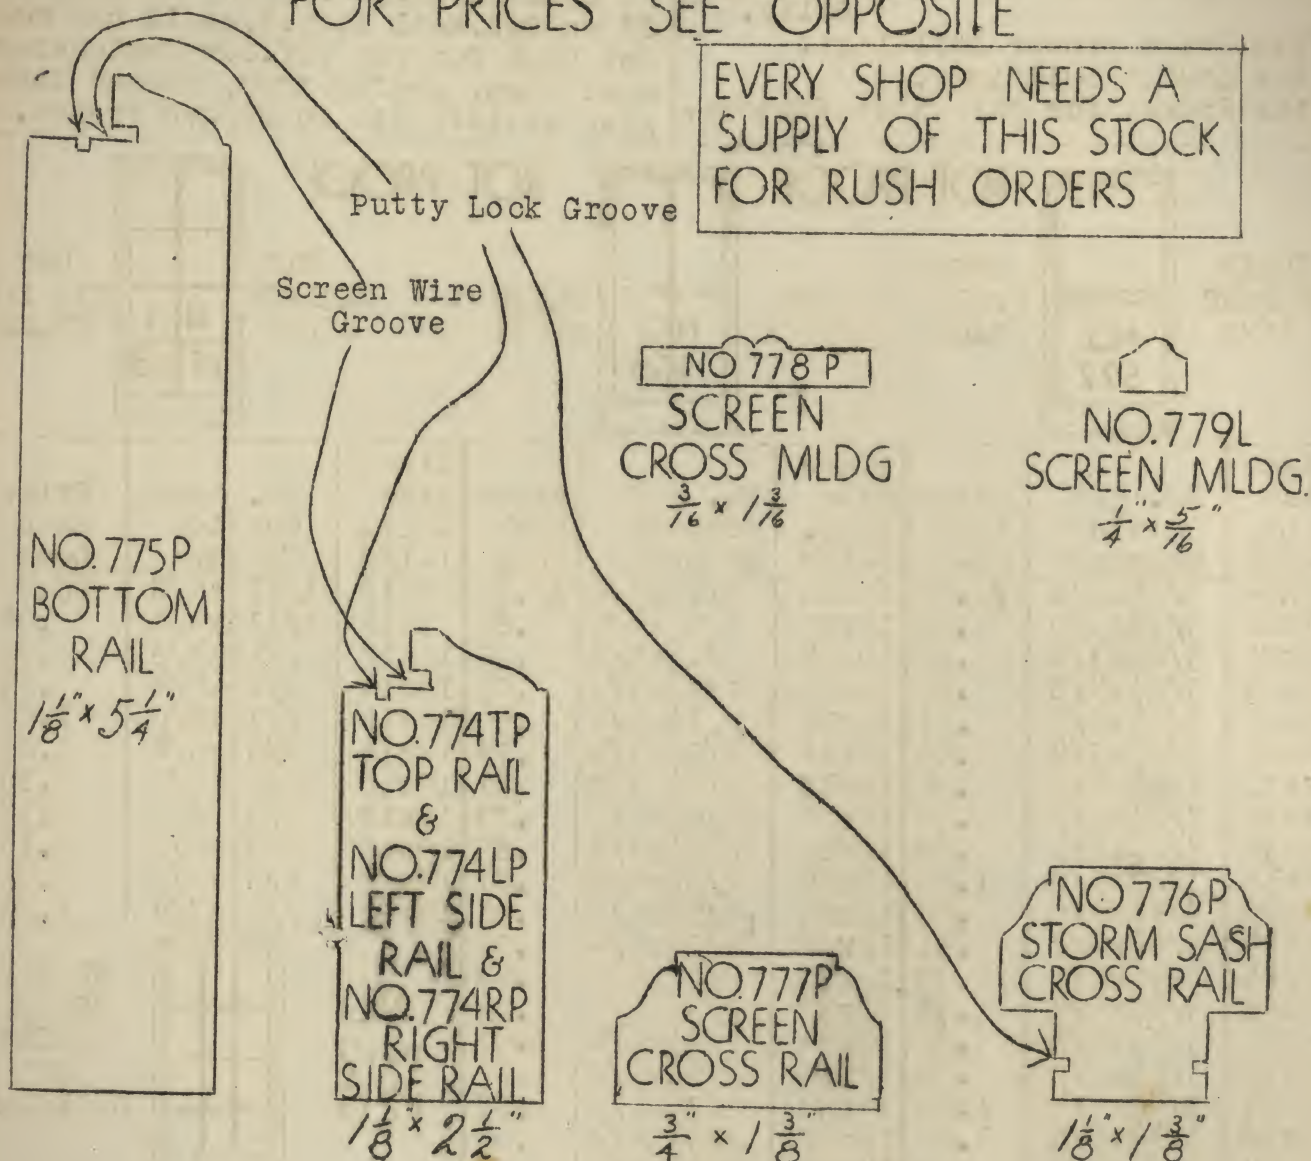 FOR PRICES SEE OPPOSITE
EVERY SHOP NEEDS A
SUPPLY OF THIS STOCK
FOR RUSH ORDERS
Putty Lock Groove
Screen Wire
Groove
NO 778 P
SCREEN
CROSS MLDG
3/16 x 1 3/16
NO. 779L
SCREEN MLDG.
1/4" x 5/16"
NO. 775P
BOTTOM
RAIL
1 1/8" x 5 1/4"
NO. 774TP
TOP RAIL
&
NO. 774LP
LEFT SIDE
RAIL &
NO. 774RP
RIGHT
SIDE RAIL
1 1/8" x 2 1/2"
NO. 777P
SCREEN
CROSS RAIL
3/4" x 1 3/8"
NO 776P
STORM SASH
CROSS RAIL
1 1/8" x 1 3/8"